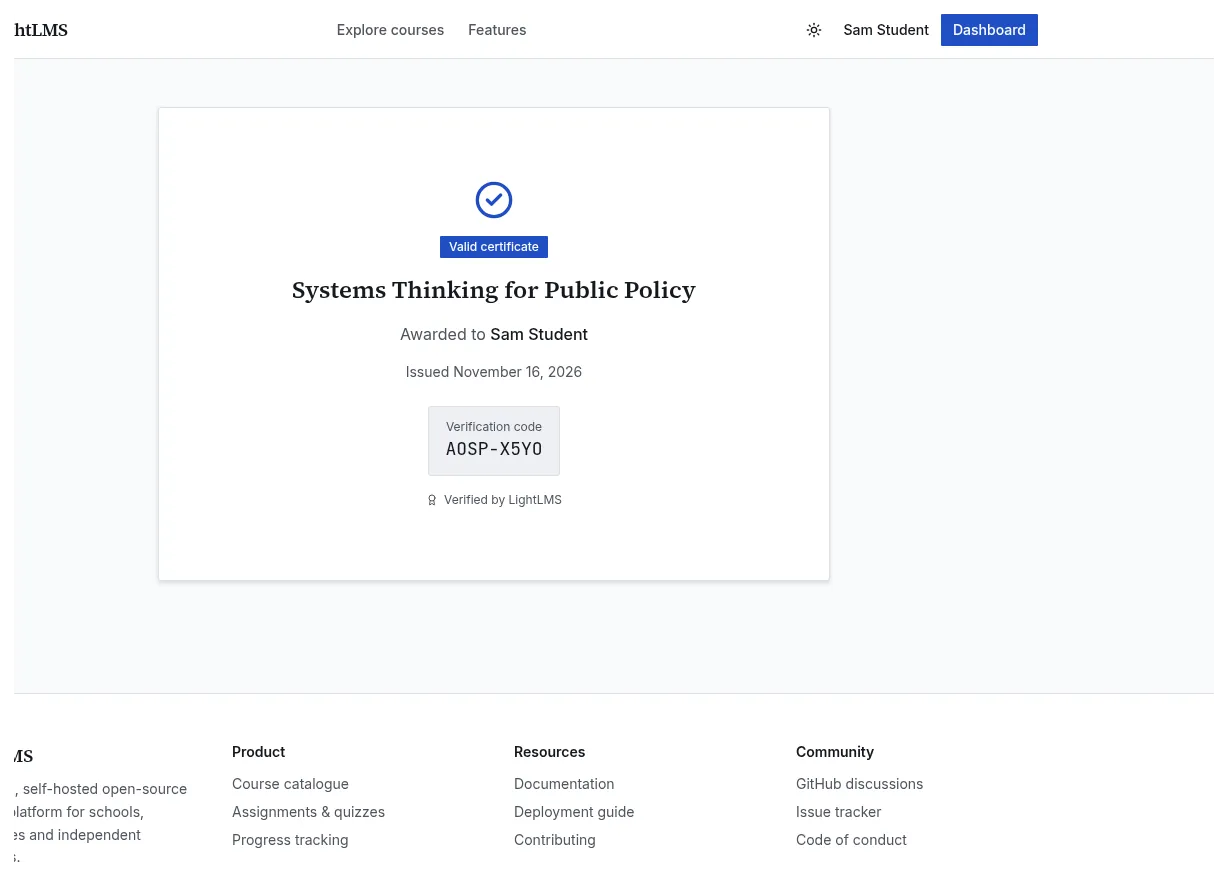 htLMS
Explore courses
Features
Sam Student
Dashboard
Valid certificate
Systems Thinking for Public Policy
Awarded to Sam Student
Issued November 16, 2026
Verification code
AOSP-X5YO
Verified by LightLMS
MS
, self-hosted open-source
latform for schools,
es and independent
s.
Product
Course catalogue
Assignments & quizzes
Progress tracking
Resources
Documentation
Deployment guide
Contributing
Community
GitHub discussions
Issue tracker
Code of conduct